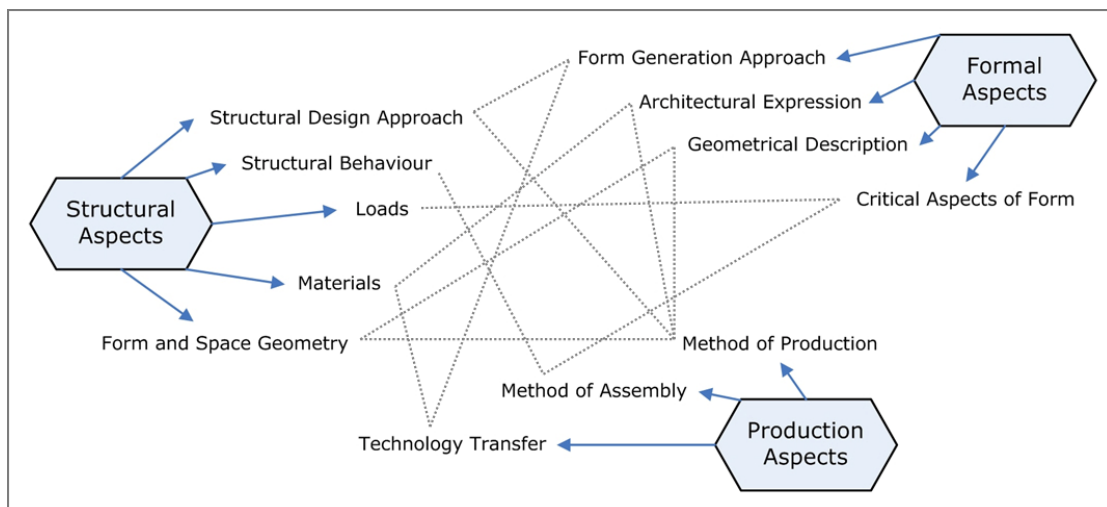 Form Generation Approach
Formal
Aspects
Architectural Expression
Structural Design Approach
Geometrical Description
Structural Behaviour
Critical Aspects of Form
Structural
Aspects
Loads
Materials
Form and Space Geometry
Method of Production
Method of Assembly
Production
Aspects
Technology Transfer